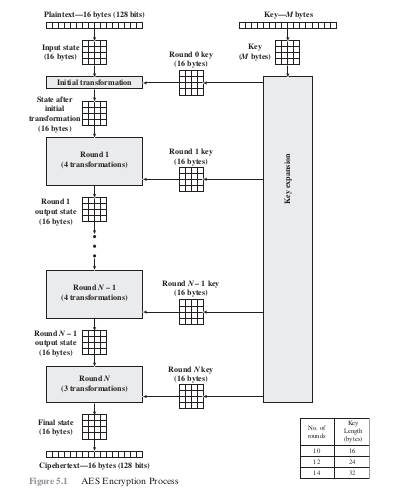 Plaintext—16 bytes (128 bits)
Key—M bytes
Input state
(16 bytes)
Round 0 key
(16 bytes)
Key
(M bytes)
Initial transformation
State after
initial
transformation
(16 bytes)
Round 1
(4 transformations)
Round 1 key
(16 bytes)
Key expansion
Round 1
output state
(16 bytes)
Round N – 1
(4 transformations)
Round N – 1 key
(16 bytes)
Round N – 1
output state
(16 bytes)
Round N
(3 transformations)
Round N key
(16 bytes)
Final state
(16 bytes)
No. of
rounds
Key
Length
(bytes)
10 16
12 24
14 32
Cipehertext—16 bytes (128 bits)
Figure 5.1 AES Encryption Process